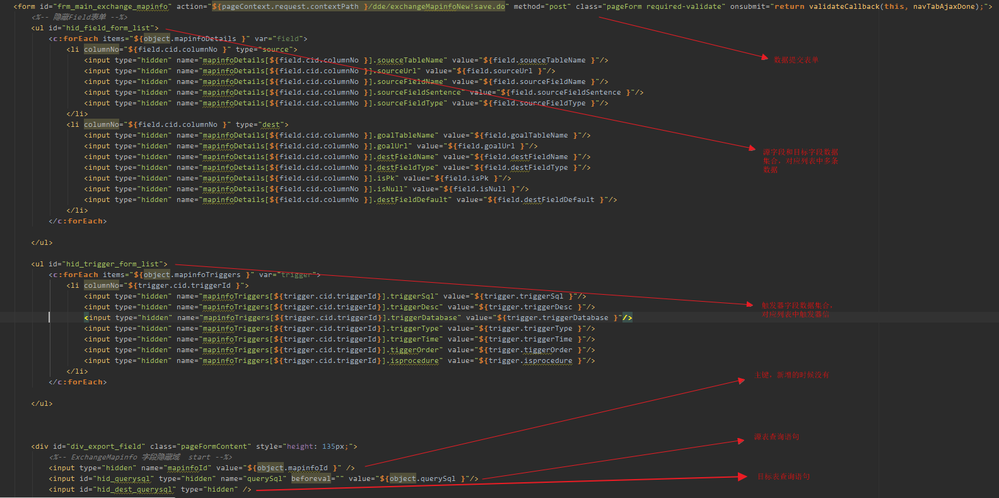 <form id="frm_main_exchange_mapinfo" action="${pageContext.request.contextPath }/dde/exchangeMapinfoNew!save.do" method="post" class="pageForm required-validate" onsubmit="return validateCallback(this, navTabAjaxDone);">
<%-- 隐藏Field表单 --%>
<ul id="hid_field_form_list">
<c:forEach items="${object.mapinfoDetails }" var="field">
<li columnNo="${field.cid.columnNo }" type="source">
<input type="hidden" name="mapinfoDetails[${field.cid.columnNo }].soueceTableName" value="${field.soueceTableName }"/>
数据提交表单
<input type="hidden" name="mapinfoDetails[${field.cid.columnNo }].sourceUrl" value="${field.sourceUrl }"/>
<input type="hidden" name="mapinfoDetails[${field.cid.columnNo }].sourceFieldName" value="${field.sourceFieldName }"/>
<input type="hidden" name="mapinfoDetails[${field.cid.columnNo }].sourceFieldSentence" value="${field.sourceFieldSentence }"/>
<input type="hidden" name="mapinfoDetails[${field.cid.columnNo }].sourceFieldType" value="${field.sourceFieldType }"/>
</li>
<li columnNo="${field.cid.columnNo }" type="dest">
<input type="hidden" name="mapinfoDetails[${field.cid.columnNo }].goalTableName" value="${field.goalTableName }"/>
<input type="hidden" name="mapinfoDetails[${field.cid.columnNo }].goalUrl" value="${field.goalUrl }"/>
源字段和目标字段数据
集合，对应列表中多条
数据
<input type="hidden" name="mapinfoDetails[${field.cid.columnNo }].destFieldName" value="${field.destFieldName }"/>
<input type="hidden" name="mapinfoDetails[${field.cid.columnNo }].destFieldType" value="${field.destFieldType }"/>
<input type="hidden" name="mapinfoDetails[${field.cid.columnNo }].isPk" value="${field.isPk }"/>
<input type="hidden" name="mapinfoDetails[${field.cid.columnNo }].isNull" value="${field.isNull }"/>
<input type="hidden" name="mapinfoDetails[${field.cid.columnNo }].destFieldDefault" value="${field.destFieldDefault }"/>
</li>
</c:forEach>
</ul>
<ul id="hid_trigger_form_list">
<c:forEach items="${object.mapinfoTriggers }" var="trigger">
<li columnNo="${trigger.cid.triggerId }">
<input type="hidden" name="mapinfoTriggers[${trigger.cid.triggerId}].triggerSql" value="${trigger.triggerSql }"/>
<input type="hidden" name="mapinfoTriggers[${trigger.cid.triggerId}].triggerDesc" value="${trigger.triggerDesc }"/>
触发器字段数据集合，
对应列表中触发器信
<input type="hidden" name="mapinfoTriggers[${trigger.cid.triggerId}].triggerDatabase" value="${trigger.triggerDatabase }"/>
<input type="hidden" name="mapinfoTriggers[${trigger.cid.triggerId}].triggerType" value="${trigger.triggerType }"/>
<input type="hidden" name="mapinfoTriggers[${trigger.cid.triggerId}].triggerTime" value="${trigger.triggerTime }"/>
<input type="hidden" name="mapinfoTriggers[${trigger.cid.triggerId}].tiggerOrder" value="${trigger.tiggerOrder }"/>
<input type="hidden" name="mapinfoTriggers[${trigger.cid.triggerId}].isprocedure" value="${trigger.isprocedure }"/>
</li>
主键，新增的时候没有
</c:forEach>
</ul>
源表查询语句
<div id="div_export_field" class="pageFormContent" style="height: 135px;">
<%-- ExchangeMapinfo 字段隐藏域  start --%>
<input type="hidden" name="mapinfoId" value="${object.mapinfoId }" />
<input id="hid_querysql" type="hidden" name="querySql" beforeval="" value="${object.querySql }"/>
目标表查询语句
<input id="hid_dest_querysql" type="hidden" />